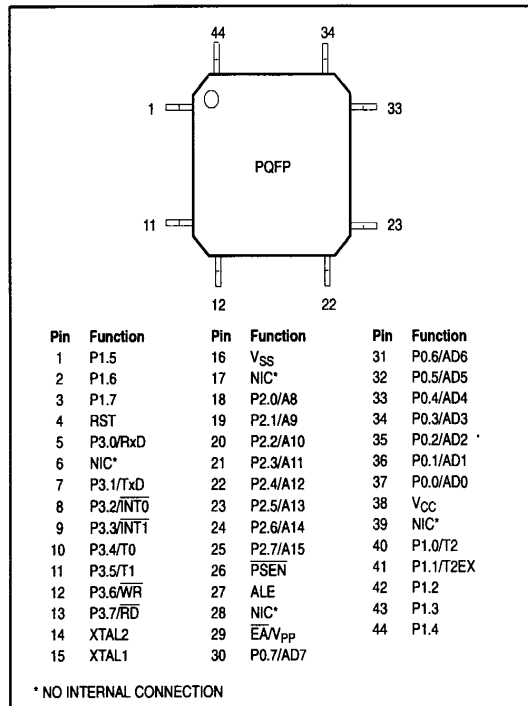 44 34
1 33
PQFP
11 23
12 22
Pin Function
1 P1.5
2 P1.6
3 P1.7
4 RST
5 P3.0/RxD
6 NIC*
7 P3.1/TxD
8 P3.2/I̅N̅T̅0̅
9 P3.3/I̅N̅T̅1̅
10 P3.4/T0
11 P3.5/T1
12 P3.6/W̅R̅
13 P3.7/R̅D̅
14 XTAL2
15 XTAL1
Pin Function
16 VSS
17 NIC*
18 P2.0/A8
19 P2.1/A9
20 P2.2/A10
21 P2.3/A11
22 P2.4/A12
23 P2.5/A13
24 P2.6/A14
25 P2.7/A15
26 P̅S̅E̅N̅
27 ALE
28 NIC*
29 E̅A̅/VPP
30 P0.7/AD7
Pin Function
31 P0.6/AD6
32 P0.5/AD5
33 P0.4/AD4
34 P0.3/AD3
35 P0.2/AD2
36 P0.1/AD1
37 P0.0/AD0
38 VCC
39 NIC*
40 P1.0/T2
41 P1.1/T2EX
42 P1.2
43 P1.3
44 P1.4
* NO INTERNAL CONNECTION